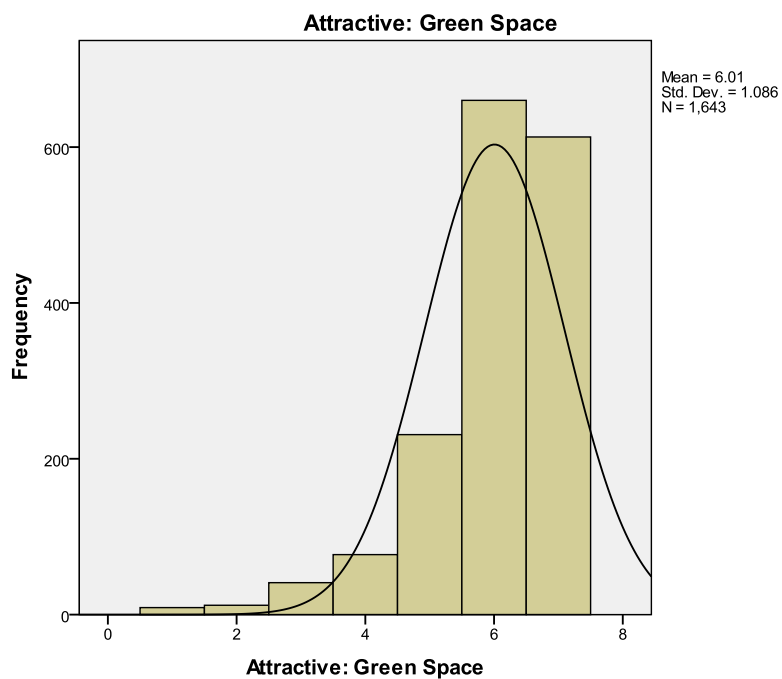 Attractive: Green Space
Mean = 6.01
Std. Dev. = 1.086
N = 1,643
600
400
200
0
Frequency
0 2 4 6 8
Attractive: Green Space